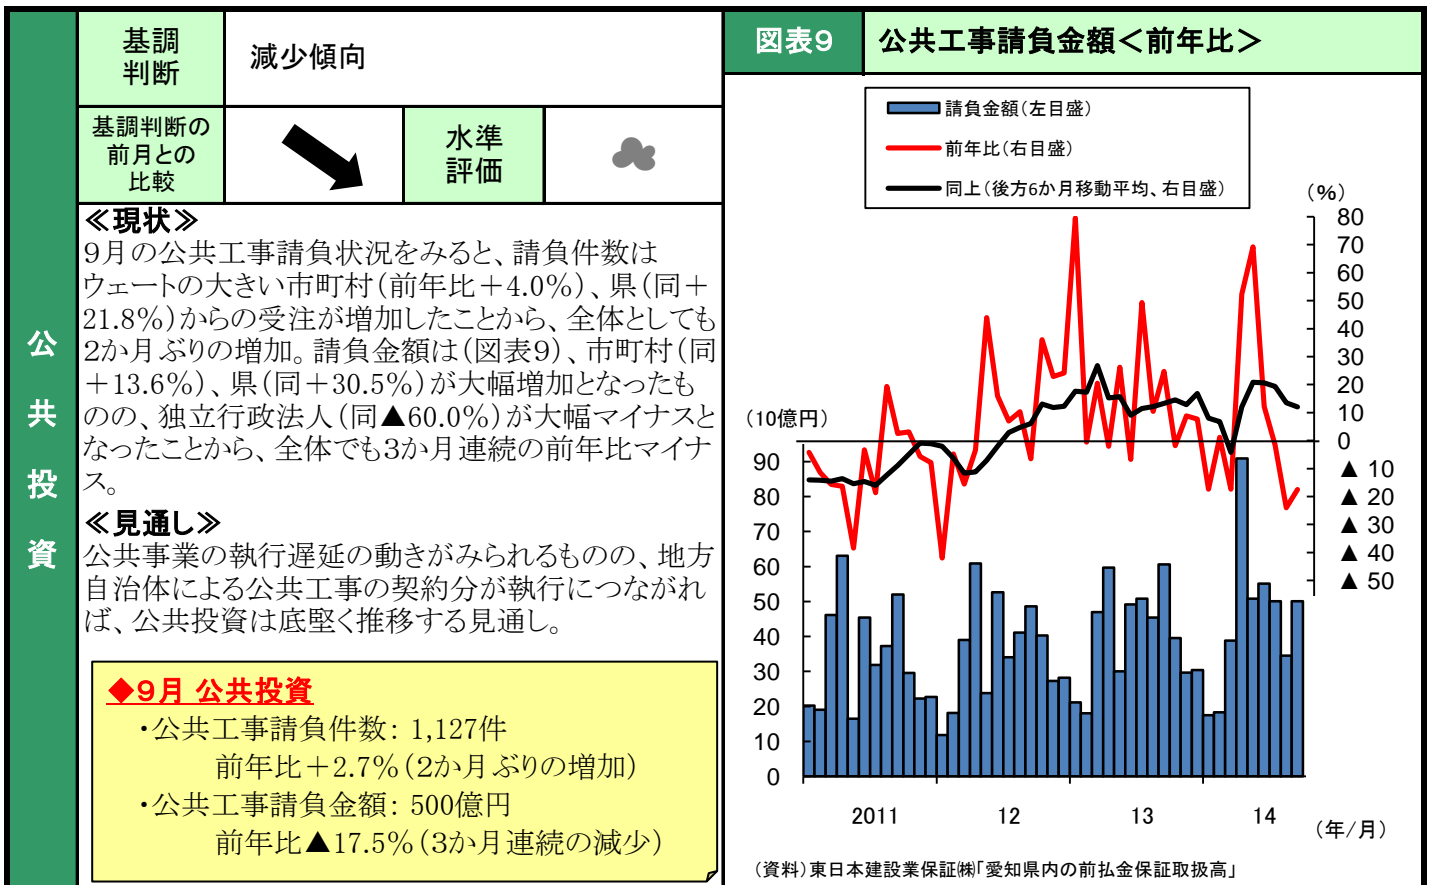 公
共
投
資
基調
判断
減少傾向
基調判断の
前月との
比較
水準
評価
≪現状≫
９月の公共工事請負状況をみると、請負件数は
ウェートの大きい市町村(前年比＋4.0％)、県(同＋
21.8％)からの受注が増加したことから、全体としても
２か月ぶりの増加。請負金額は(図表９)、市町村(同
＋13.6％)、県(同＋30.5％)が大幅増加となったも
のの、独立行政法人(同▲60.0％)が大幅マイナスと
なったことから、全体でも３か月連続の前年比マイナ
ス。
≪見通し≫
公共事業の執行遅延の動きがみられるものの、地方
自治体による公共工事の契約分が執行につながれ
ば、公共投資は底堅く推移する見通し。
◆９月 公共投資
・公共工事請負件数： 1,127件
前年比＋2.7％(２か月ぶりの増加)
・公共工事請負金額： 500億円
前年比▲17.5％(３か月連続の減少)
図表９
公共工事請負金額＜前年比＞
請負金額(左目盛)
前年比(右目盛)
同上(後方6か月移動平均、右目盛)
(％)
80
70
60
50
40
30
20
10
0
▲ 10
▲ 20
▲ 30
▲ 40
▲ 50
(10億円)
90
80
70
60
50
40
30
20
10
0
2011
12
13
14
(年/月)
(資料)東日本建設業保証㈱「愛知県内の前払金保証取扱高」